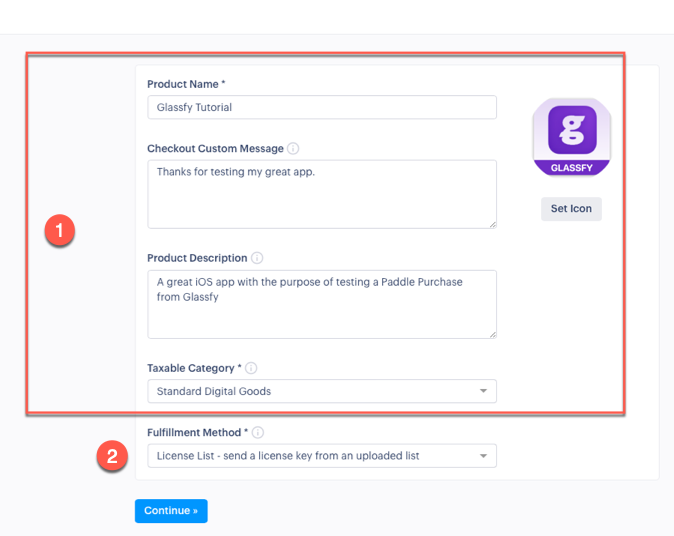 Product Name *
Glassfy Tutorial
Checkout Custom Message
Thanks for testing my great app.
g
GLASSFY
Set Icon
1
Product Description
A great iOS app with the purpose of testing a Paddle Purchase
from Glassfy
Taxable Category *
Standard Digital Goods
Fulfillment Method *
2
License List - send a license key from an uploaded list
Continue »